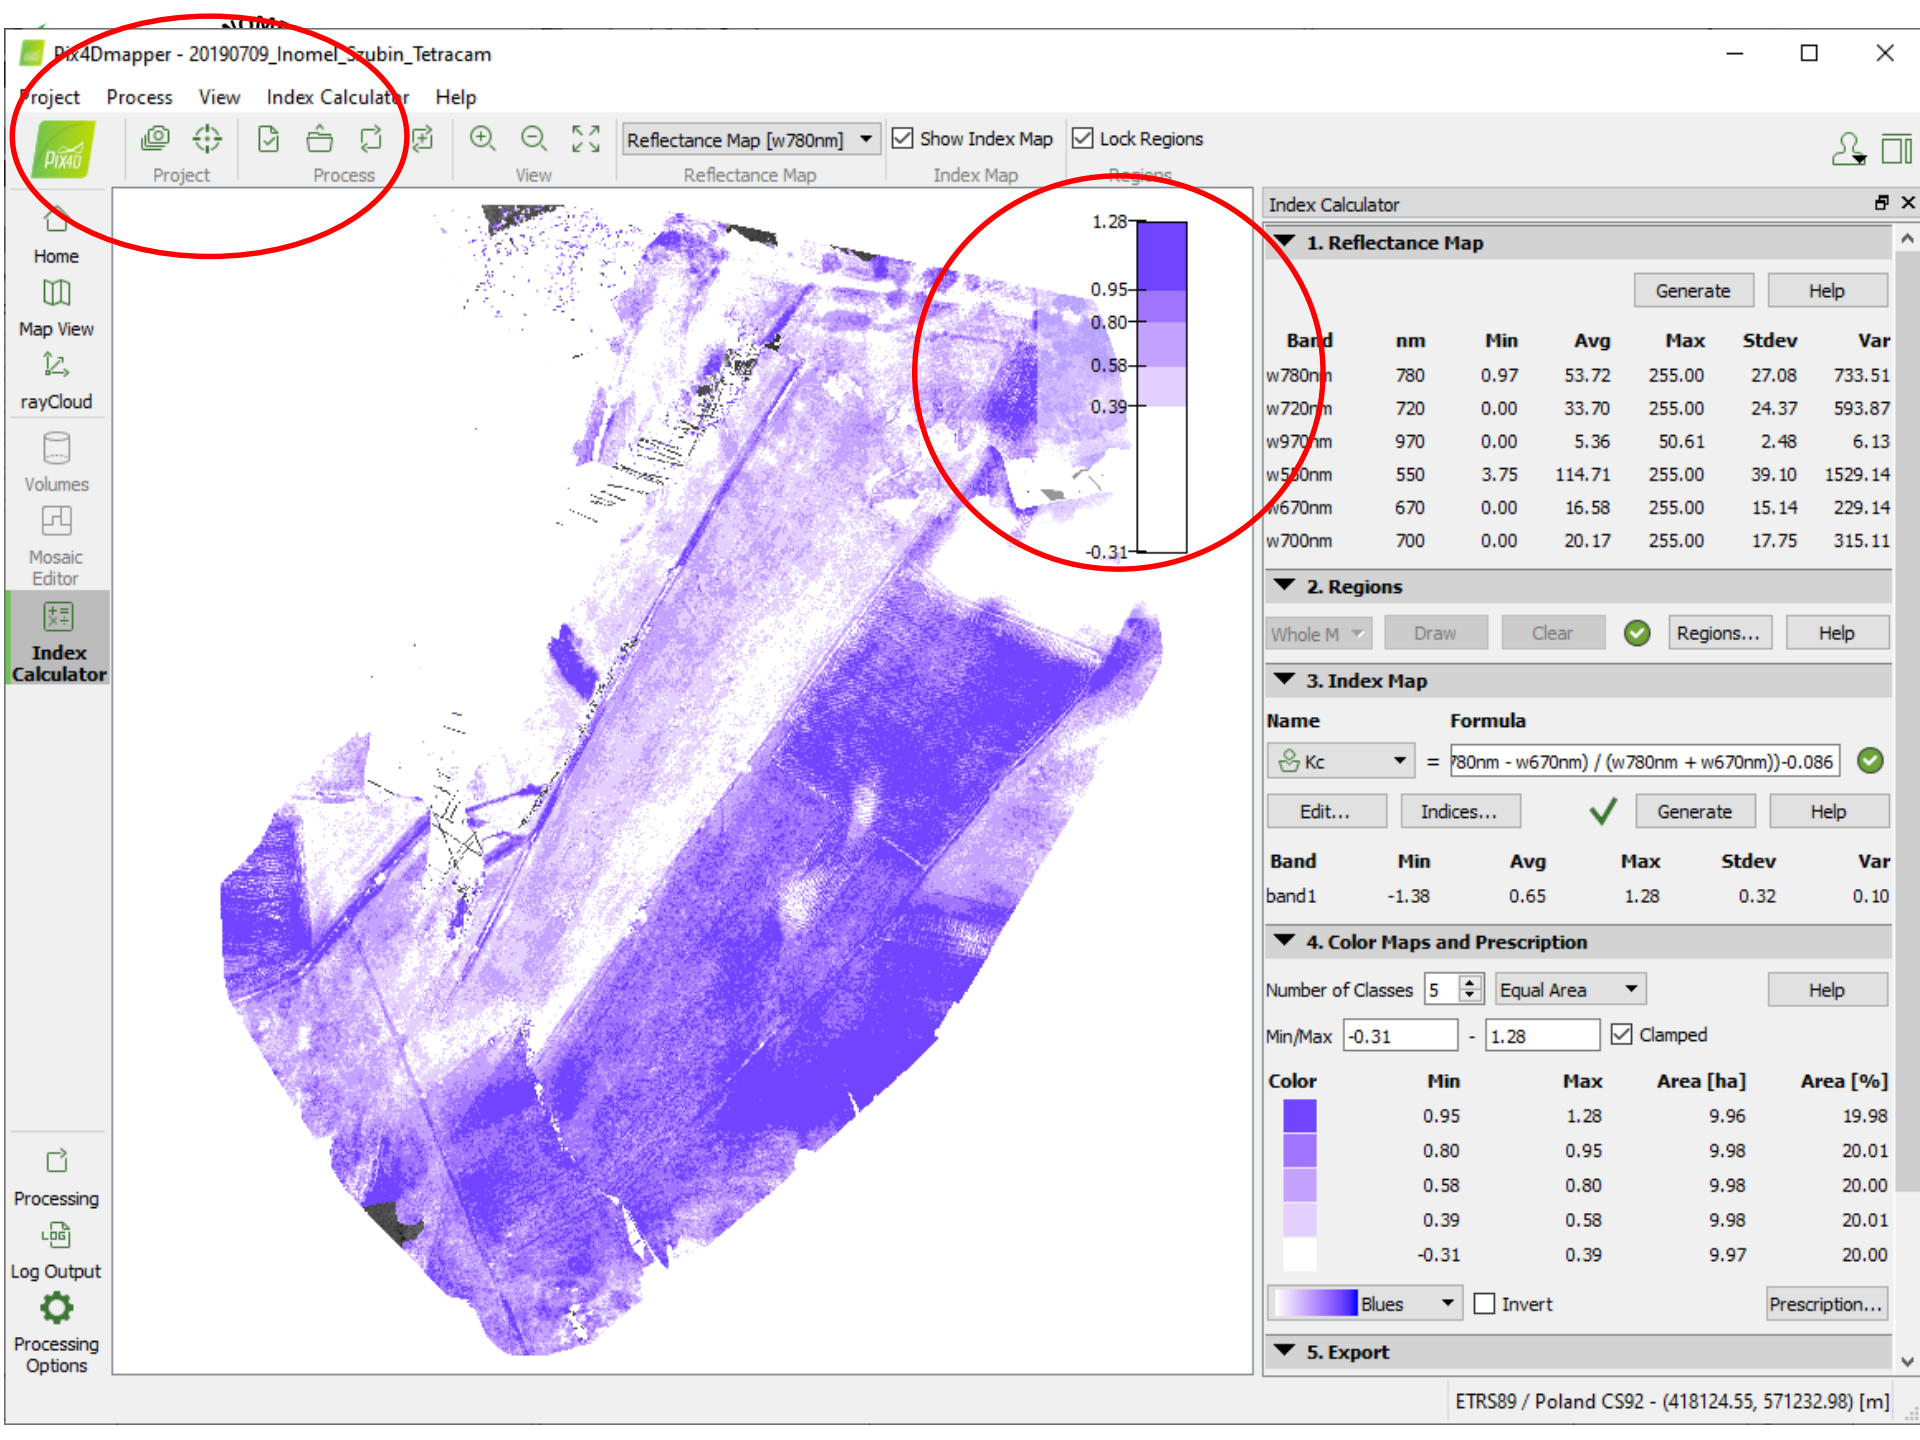 Pix4Dmapper - 20190709_Inomel_Szubin_Tetracam
Project Process View Index Calculator Help
PIX4D
Reflectance Map [w780nm] Show Index Map Lock Regions
Project Process View Reflectance Map Index Map Regions
Home
Map View
rayCloud
Volumes
Mosaic
Editor
Index
Calculator
Processing
LOG
Log Output
Processing
Options
1.28
0.95
0.80
0.58
0.39
-0.31
Index Calculator
1. Reflectance Map
Generate Help
Band nm Min Avg Max Stdev Var
w780nm 780 0.97 53.72 255.00 27.08 733.51
w720nm 720 0.00 33.70 255.00 24.37 593.87
w970nm 970 0.00 5.36 50.61 2.48 6.13
w550nm 550 3.75 114.71 255.00 39.10 1529.14
w670nm 670 0.00 16.58 255.00 15.14 229.14
w700nm 700 0.00 20.17 255.00 17.75 315.11
2. Regions
Whole M Draw Clear Regions... Help
3. Index Map
Name Formula
Kc = 780nm - w670nm) / (w780nm + w670nm))-0.086
Edit... Indices... Generate Help
Band Min Avg Max Stdev Var
band1 -1.38 0.65 1.28 0.32 0.10
4. Color Maps and Prescription
Number of Classes 5 Equal Area Help
Min/Max -0.31 - 1.28 Clamped
Color Min Max Area [ha] Area [%]
0.95 1.28 9.96 19.98
0.80 0.95 9.98 20.01
0.58 0.80 9.98 20.00
0.39 0.58 9.98 20.01
-0.31 0.39 9.97 20.00
Blues Invert Prescription...
5. Export
ETRS89 / Poland CS92 - (418124.55, 571232.98) [m]